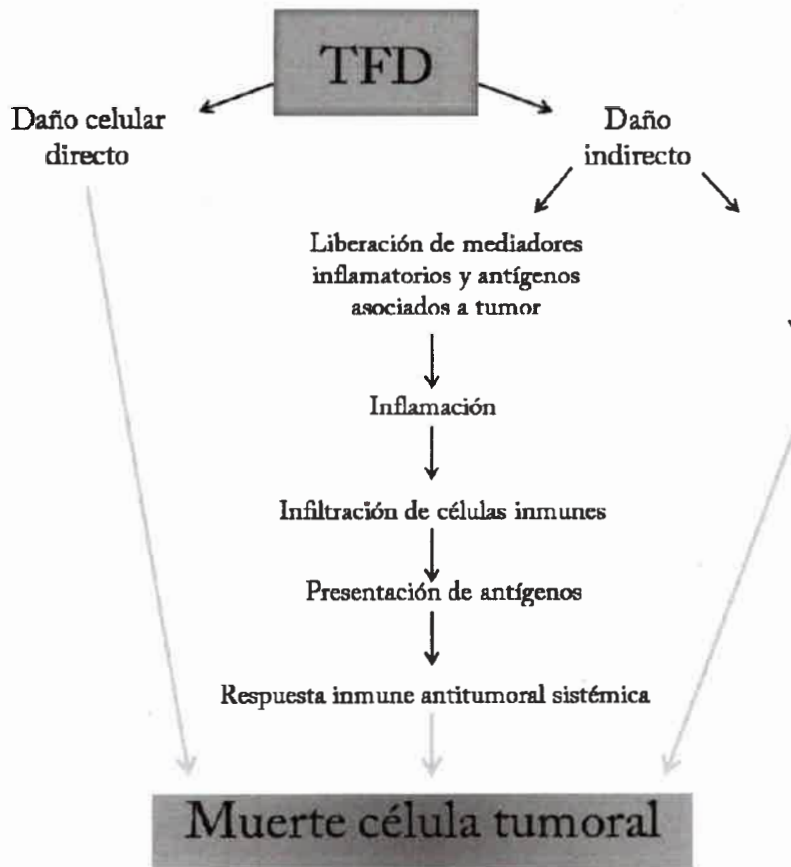 TFD
Daño celular
directo
Daño
indirecto
Liberación de mediadores
inflamatorios y antígenos
asociados a tumor
Inflamación
Infiltración de células inmunes
Presentación de antígenos
Respuesta inmune antitumoral sistémica
Muerte célula tumoral